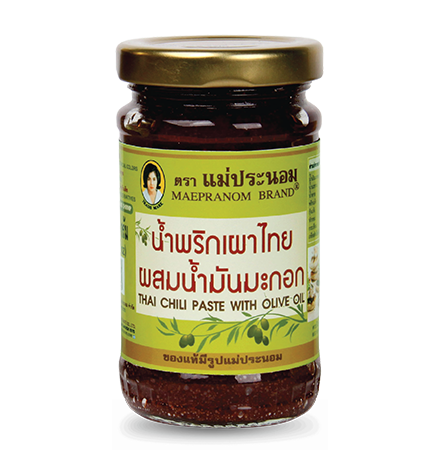 ตรา แม่ประนอม
MAEPRANOM BRAND®
น้ำพริกเผาไทย
ผสมน้ำมันมะกอก
THAI CHILI PASTE WITH OLIVE OIL
ของแท้มีรูปแม่ประนอม